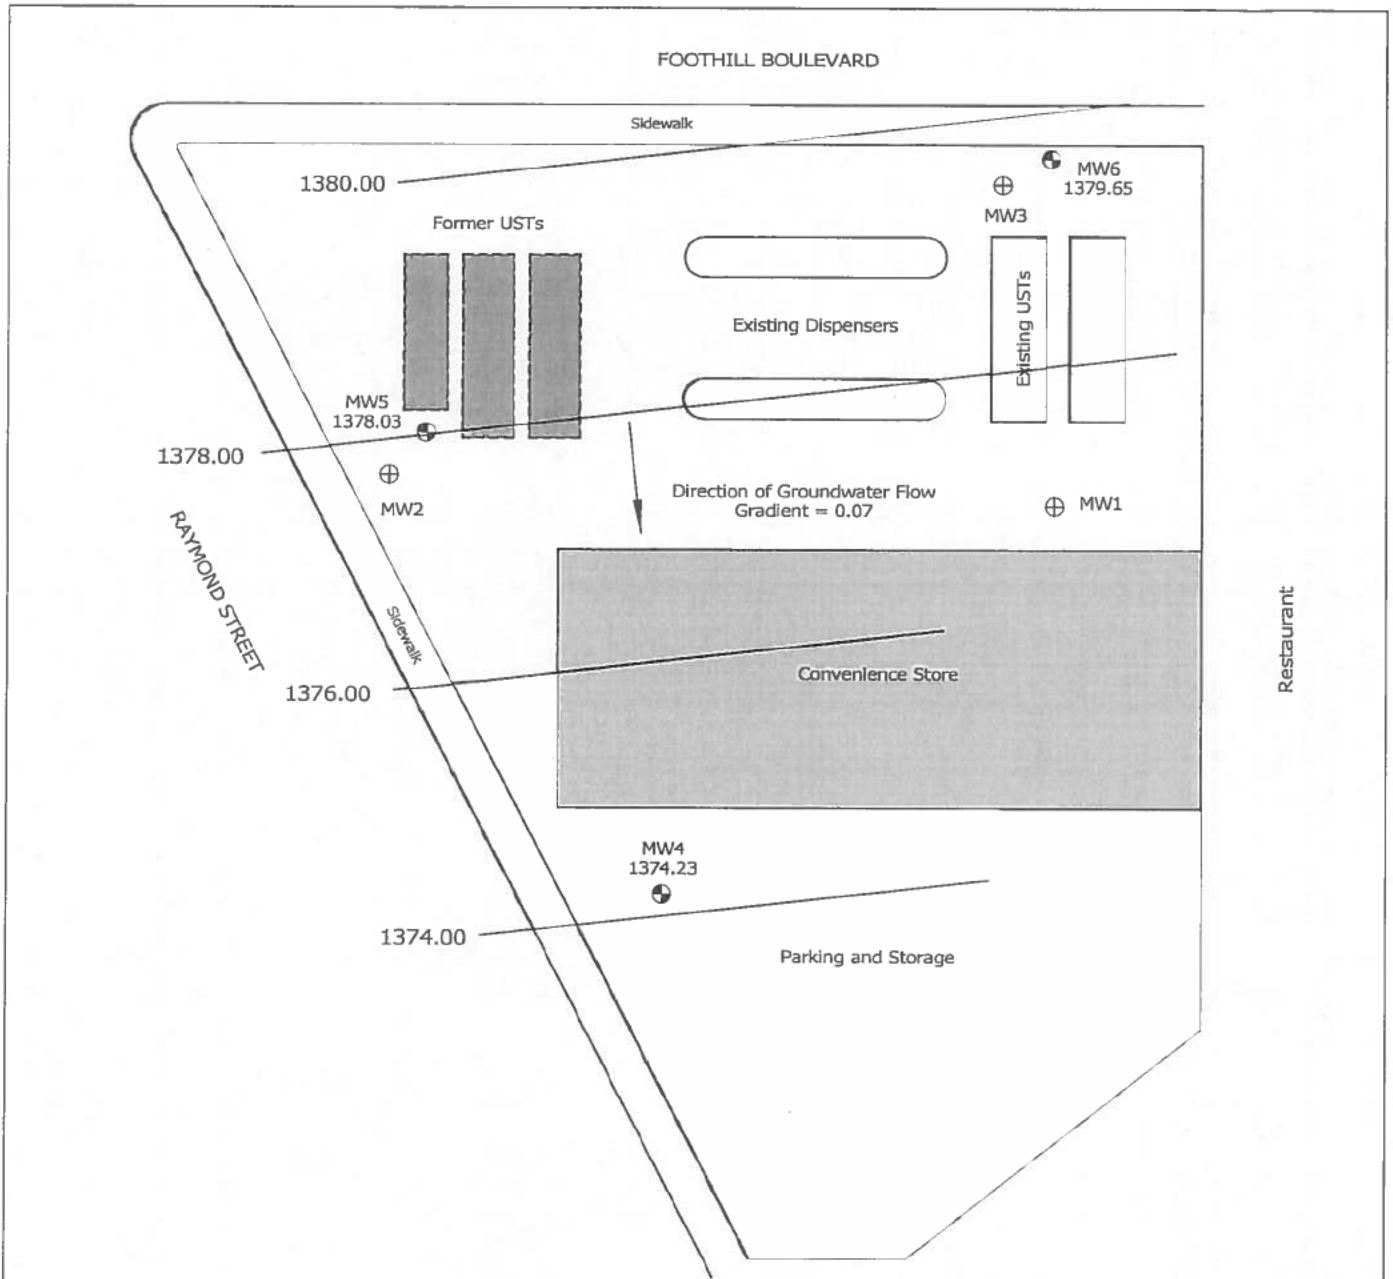 FOOTHILL BOULEVARD
Sidewalk
1380.00
MW6
1379.65
MW3
Former USTs
Existing Dispensers
Existing USTs
MW5
1378.03
1378.00
MW2
Direction of Groundwater Flow
Gradient = 0.07
MW1
RAYMOND STREET
Sidewalk
Restaurant
1376.00
Convenience Store
MW4
1374.23
1374.00
Parking and Storage